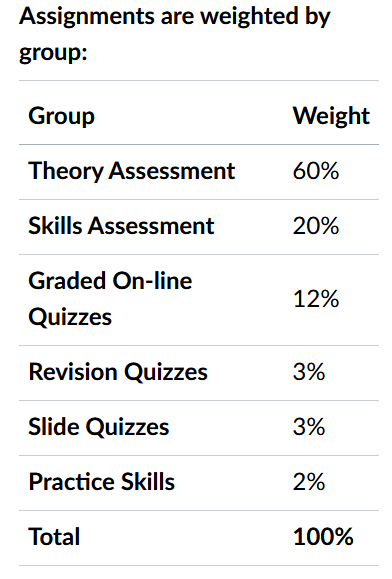 Assignments are weighted by
group:
Group Weight
Theory Assessment 60%
Skills Assessment 20%
Graded On-line
Quizzes 12%
Revision Quizzes 3%
Slide Quizzes 3%
Practice Skills 2%
Total 100%